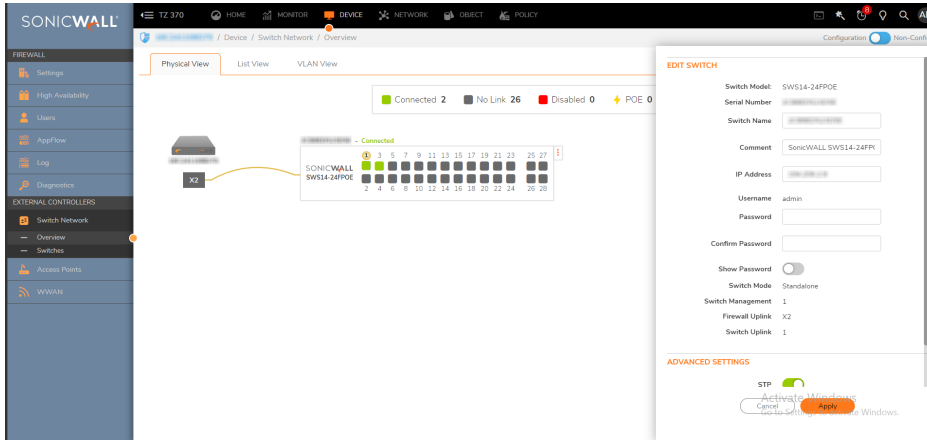 SONICWALL
TZ 370 HOME MONITOR DEVICE NETWORK OBJECT POLICY
8
/ Device / Switch Network / Overview
Configuration Non-Confi
FIREWALL
Settings
High Availability
Users
AppFlow
Log
Diagnostics
EXTERNAL CONTROLLERS
Switch Network
Overview
Switches
Access Points
WWAN
Physical View List View VLAN View
Connected 2 No Link 26 Disabled 0 POE 0
- Connected
1 3 5 7 9 11 13 15 17 19 21 23 25 27
SONICWALL
SWS14-24FPOE
2 4 6 8 10 12 14 16 18 20 22 24 26 28
X2
EDIT SWITCH
Switch Model: SWS14-24FPOE
Serial Number
Switch Name
Comment SonicWALL SWS14-24FP(
IP Address
Username admin
Password
Confirm Password
Show Password
Switch Mode Standalone
Switch Management 1
Firewall Uplink X2
Switch Uplink 1
ADVANCED SETTINGS
STP
Cancel Apply
Activate Windows
Go to Settings to activate Windows.